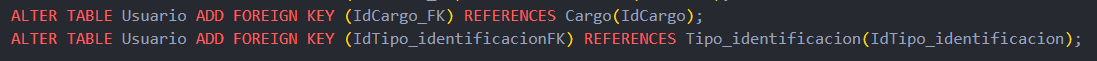 ALTER TABLE Usuario ADD FOREIGN KEY (IdCargo_FK) REFERENCES Cargo(IdCargo);
ALTER TABLE Usuario ADD FOREIGN KEY (IdTipo_identificacionFK) REFERENCES Tipo_identificacion(IdTipo_identificacion);